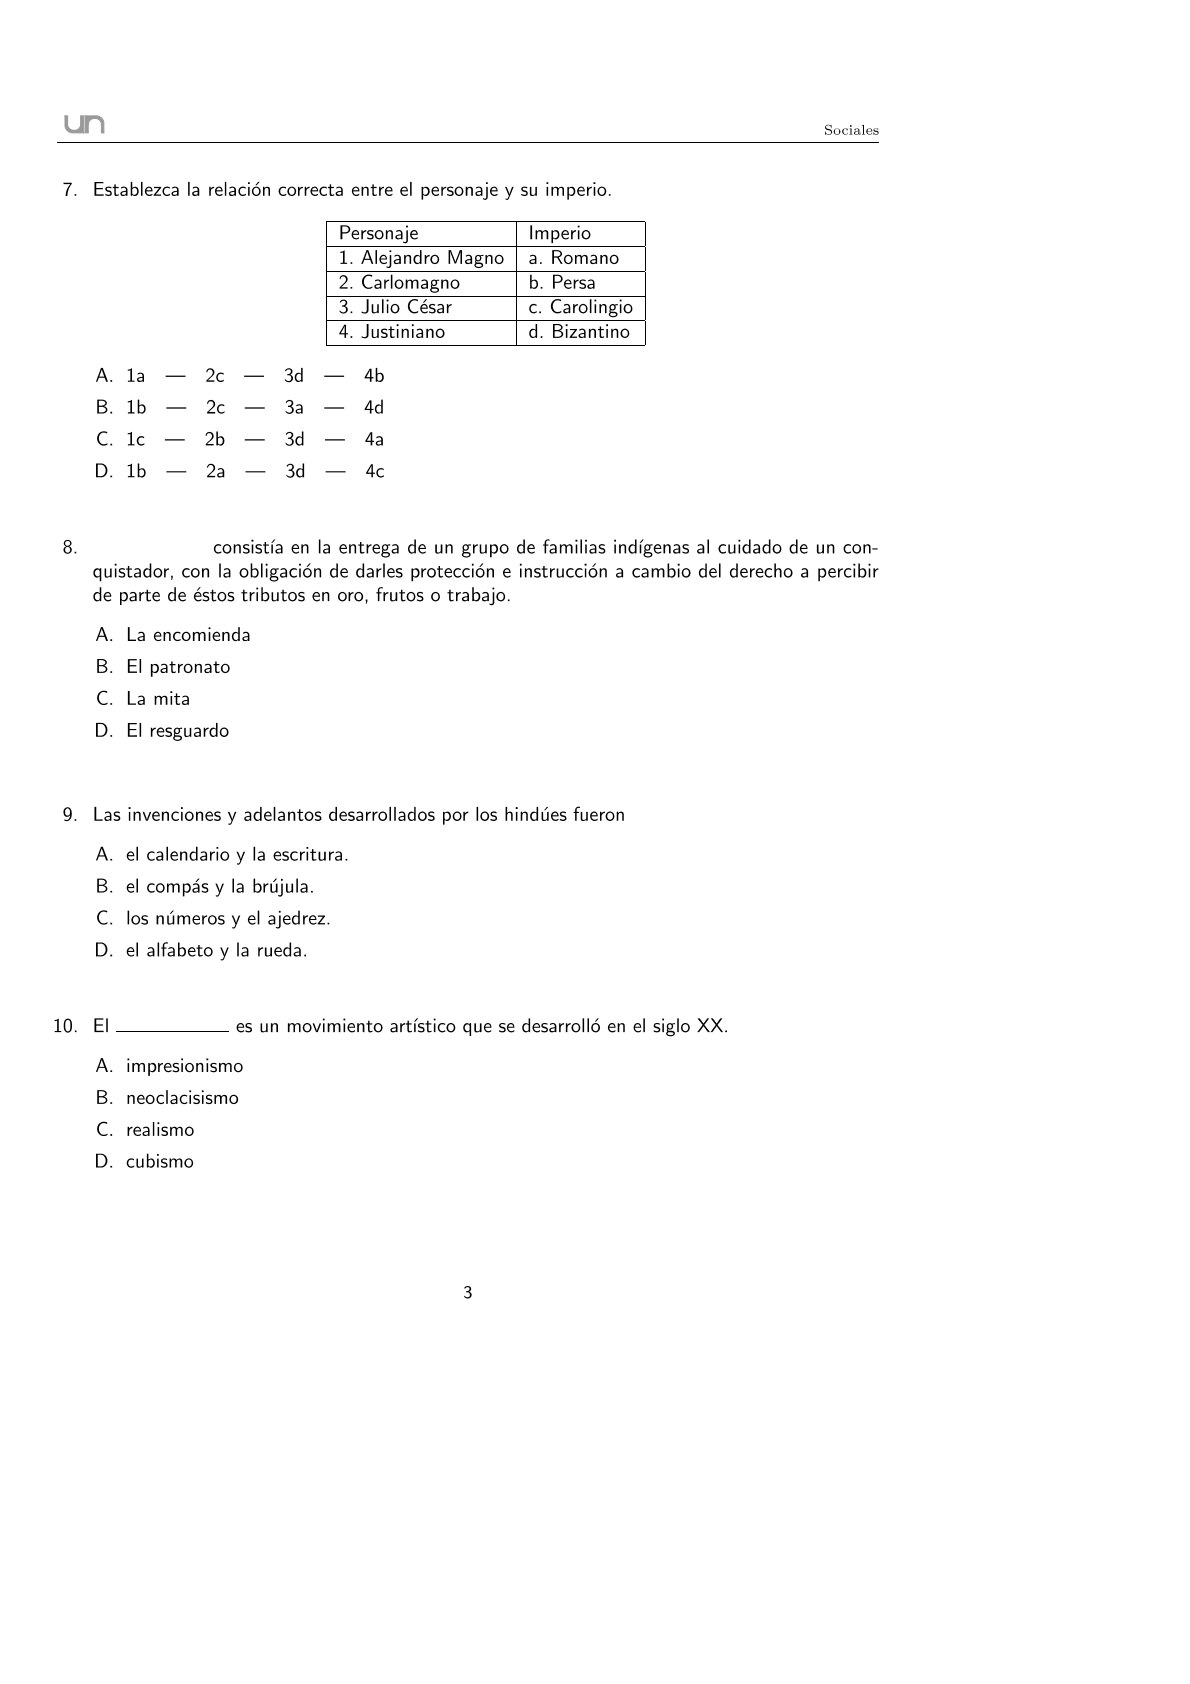 un
Sociales
7. Establezca la relación correcta entre el personaje y su imperio.
Personaje Imperio
1. Alejandro Magno a. Romano
2. Carlomagno b. Persa
3. Julio César c. Carolingio
4. Justiniano d. Bizantino
A. 1a — 2c — 3d — 4b
B. 1b — 2c — 3a — 4d
C. 1c — 2b — 3d — 4a
D. 1b — 2a — 3d — 4c
8. consistía en la entrega de un grupo de familias indígenas al cuidado de un con-
quistador, con la obligación de darles protección e instrucción a cambio del derecho a percibir
de parte de éstos tributos en oro, frutos o trabajo.
A. La encomienda
B. El patronato
C. La mita
D. El resguardo
9. Las invenciones y adelantos desarrollados por los hindúes fueron
A. el calendario y la escritura.
B. el compás y la brújula.
C. los números y el ajedrez.
D. el alfabeto y la rueda.
10. El ___________ es un movimiento artístico que se desarrolló en el siglo XX.
A. impresionismo
B. neoclacisismo
C. realismo
D. cubismo
3